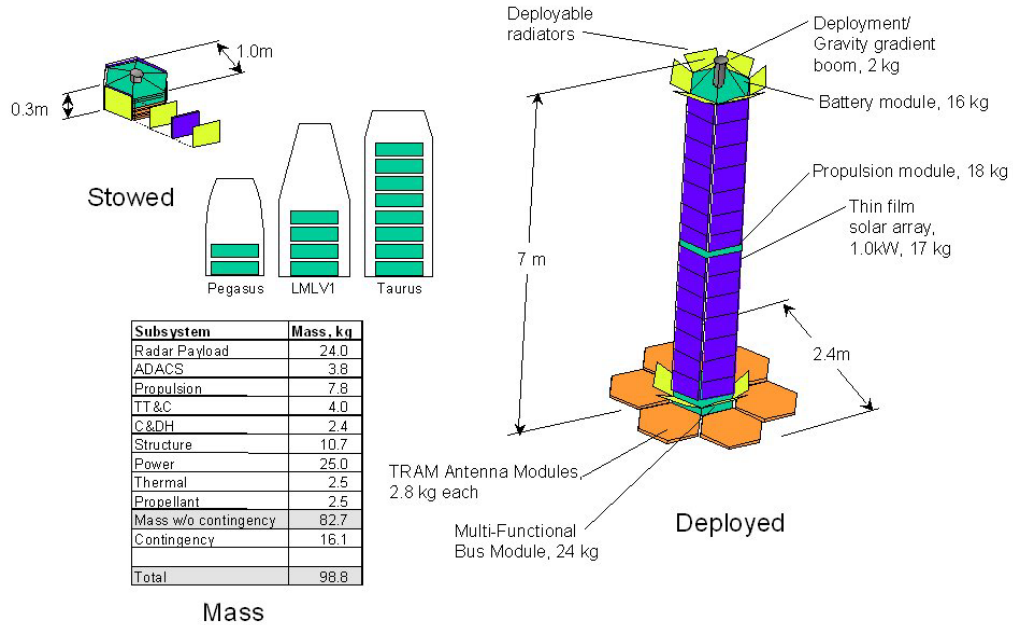 1.0m
0.3m
Stowed
Pegasus
LMLV1
Taurus
Subsystem Mass, kg
Radar Payload 24.0
ADACS 3.8
Propulsion 7.8
TT&C 4.0
C&DH 2.4
Structure 10.7
Power 25.0
Thermal 2.5
Propellant 2.5
Mass w/o contingency 82.7
Contingency 16.1
Total 98.8
Mass
Deployable
radiators
Deployment/
Gravity gradient
boom, 2 kg
Battery module, 16 kg
Propulsion module, 18 kg
Thin film
solar array,
1.0kW, 17 kg
7 m
2.4m
TRAM Antenna Modules,
2.8 kg each
Multi-Functional
Bus Module, 24 kg
Deployed